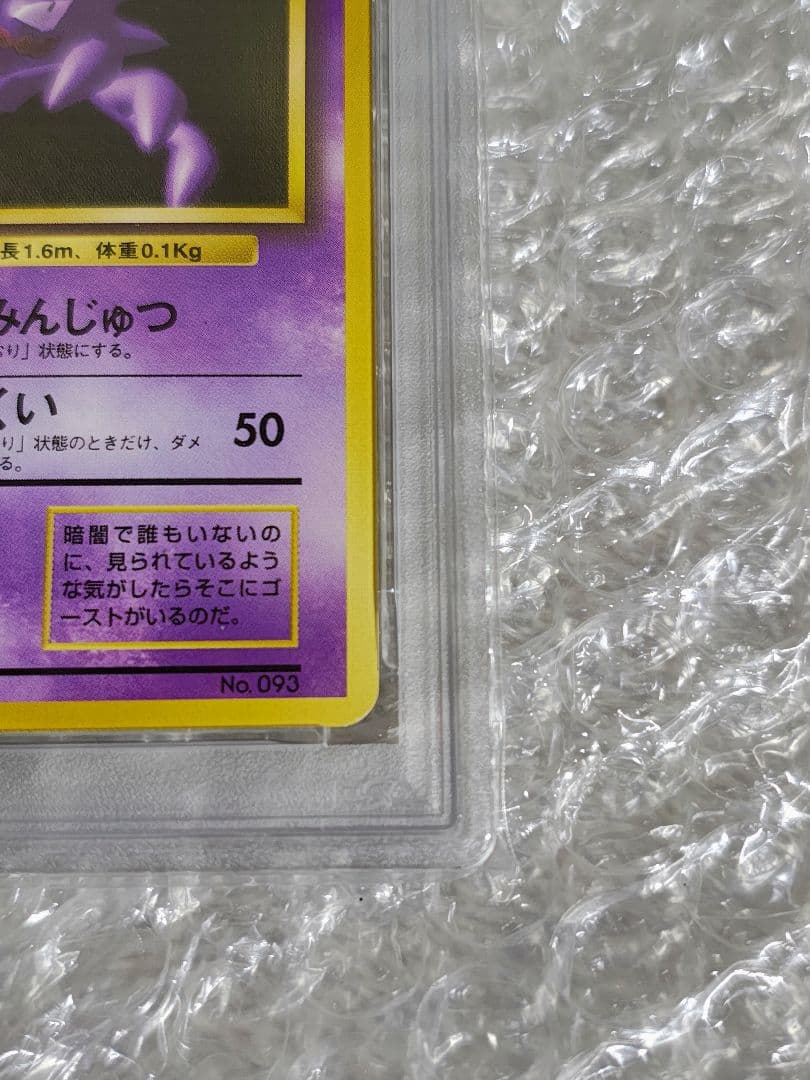 長1.6m、体重0.1Kg
みんじゅつ
り」状態にする。
くい
り」状態のときだけ、ダメ
50
る。
暗闇で誰もいないの
に、見られているよう
な気がしたらそこにゴ
ーストがいるのだ。
No. 093